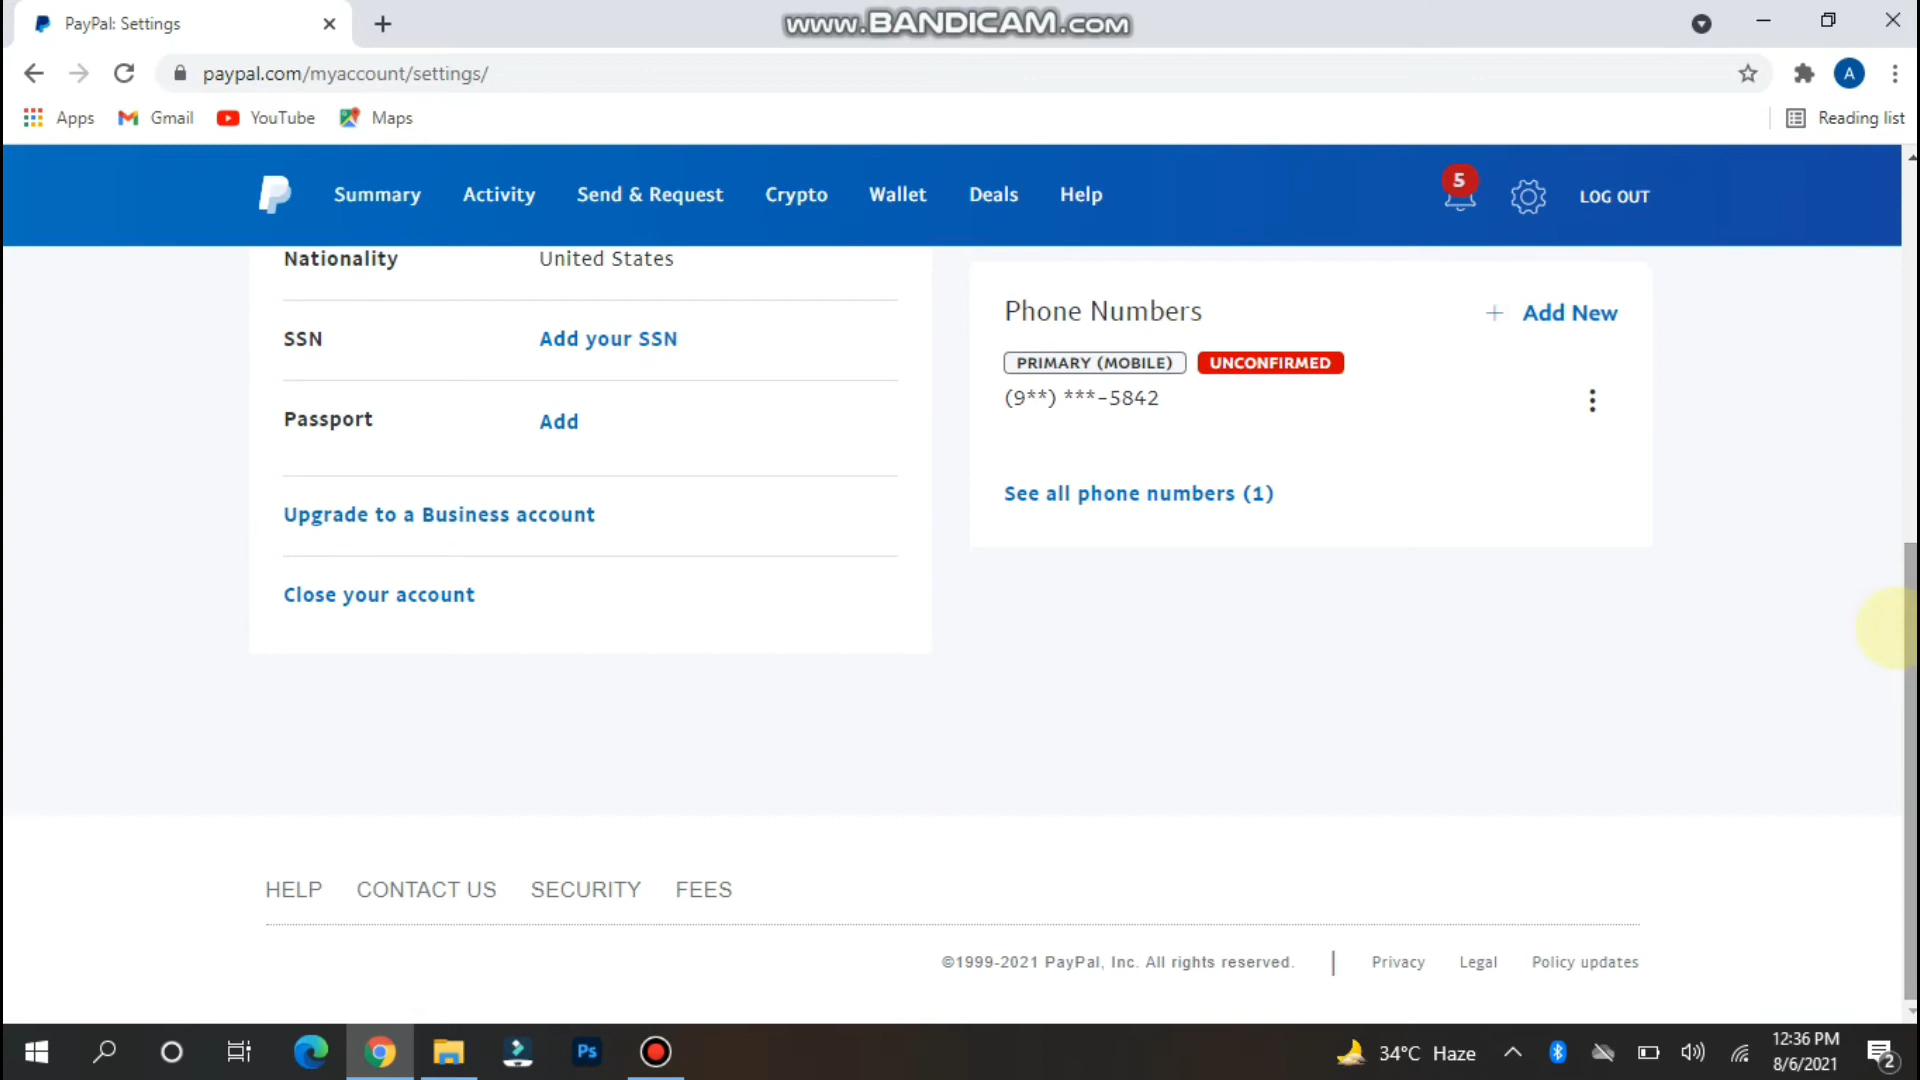 PayPal: Settings
www.BANDICAM.com
paypal.com/myaccount/settings/
A
Apps
Gmail
YouTube
Maps
Reading list
Summary
Activity
Send & Request
Crypto
Wallet
Deals
Help
5
LOG OUT
Nationality
United States
SSN
Add your SSN
Passport
Add
Upgrade to a Business account
Close your account
Phone Numbers
+ Add New
PRIMARY (MOBILE)
UNCONFIRMED
(9**) ***-5842
See all phone numbers (1)
HELP
CONTACT US
SECURITY
FEES
©1999-2021 PayPal, Inc. All rights reserved.
Privacy
Legal
Policy updates
Ps
34°C Haze
12:36 PM
8/6/2021
2